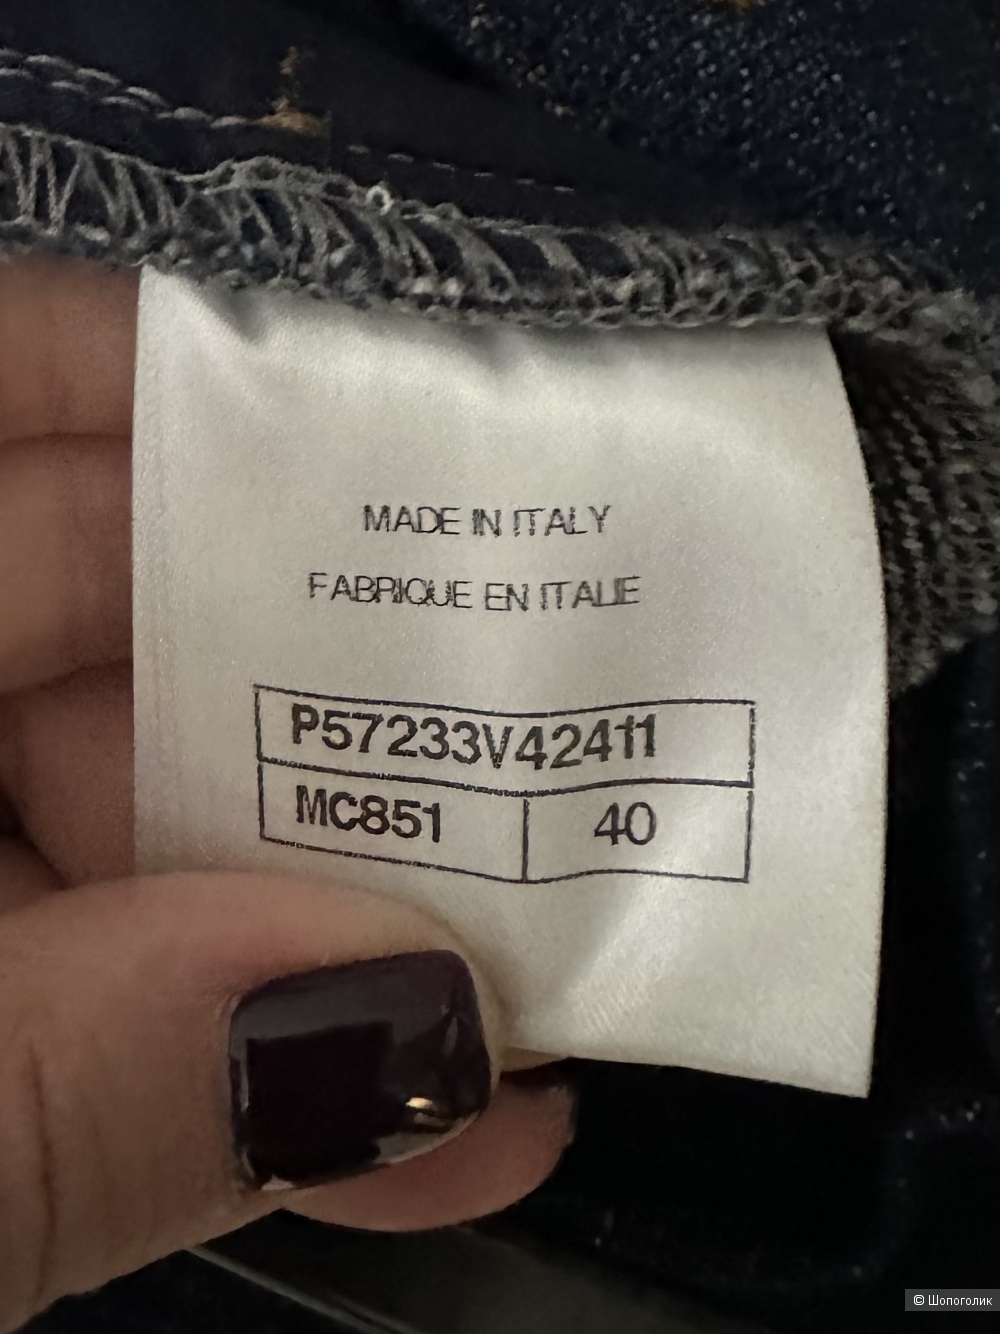 MADE IN ITALY
FABRIQUE EN ITALIE
P57233V42411
MC851
40
© Шопоголик